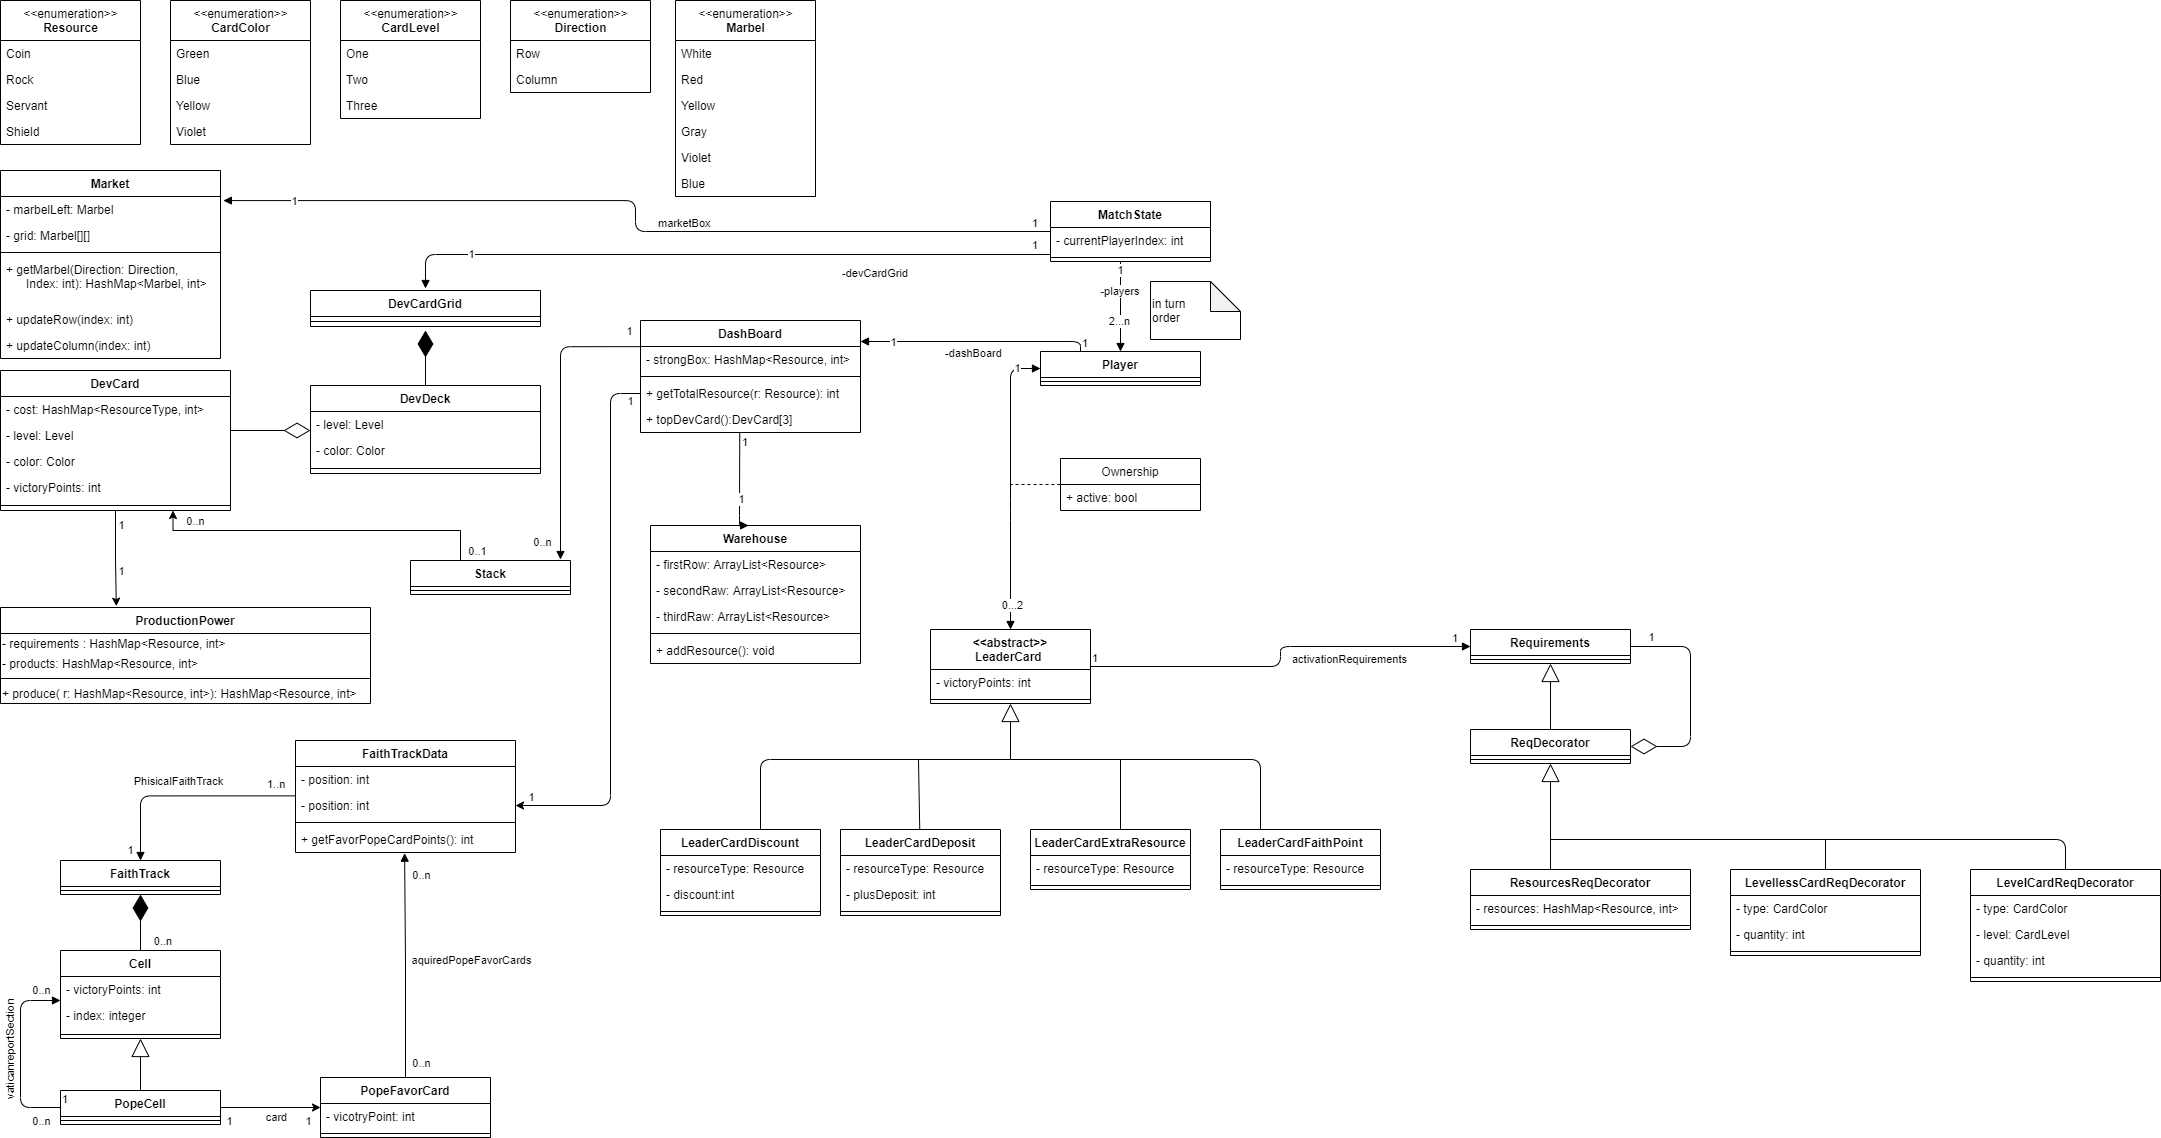 <<enumeration>>
Resource
Coin
Rock
Servant
Shield
<<enumeration>>
CardColor
Green
Blue
Yellow
Violet
<<enumeration>>
CardLevel
One
Two
Three
<<enumeration>>
Direction
Row
Column
<<enumeration>>
Marbel
White
Red
Yellow
Gray
Violet
Blue
Market
- marbelLeft: Marbel
- grid: Marbel[][]
+ getMarbel(Direction: Direction,
Index: int): HashMap<Marbel, int>
+ updateRow(index: int)
+ updateColumn(index: int)
1
marketBox
1
MatchState
- currentPlayerIndex: int
1
1
-devCardGrid
1
-players
2...n
in turn
order
DevCardGrid
DashBoard
- strongBox: HashMap<Resource, int>
+ getTotalResource(r: Resource): int
+ topDevCard():DevCard[3]
1
1
1
-dashBoard
1
Player
1
DevCard
- cost: HashMap<ResourceType, int>
- level: Level
- color: Color
- victoryPoints: int
DevDeck
- level: Level
- color: Color
1
1
Ownership
+ active: bool
0..n
0..1
0..n
Stack
1
1
Warehouse
- firstRow: ArrayList<Resource>
- secondRaw: ArrayList<Resource>
- thirdRaw: ArrayList<Resource>
+ addResource(): void
0...2
ProductionPower
- requirements : HashMap<Resource, int>
- products: HashMap<Resource, int>
+ produce( r: HashMap<Resource, int>): HashMap<Resource, int>
<<abstract>>
LeaderCard
- victoryPoints: int
1
activationRequirements
1
Requirements
1
ReqDecorator
FaithTrackData
- position: int
- position: int
+ getFavorPopeCardPoints(): int
PhisicalFaithTrack
1..n
1
1
FaithTrack
0..n
LeaderCardDiscount
- resourceType: Resource
- discount:int
LeaderCardDeposit
- resourceType: Resource
- plusDeposit: int
LeaderCardExtraResource
- resourceType: Resource
LeaderCardFaithPoint
- resourceType: Resource
ResourcesReqDecorator
- resources: HashMap<Resource, int>
LevellessCardReqDecorator
- type: CardColor
- quantity: int
LevelCardReqDecorator
- type: CardColor
- level: CardLevel
- quantity: int
0..n
Cell
- victoryPoints: int
- index: integer
aquiredPopeFavorCards
0..n
vaticanreportSection
0..n
0..n
1
PopeCell
1
card
1
PopeFavorCard
- vicotryPoint: int